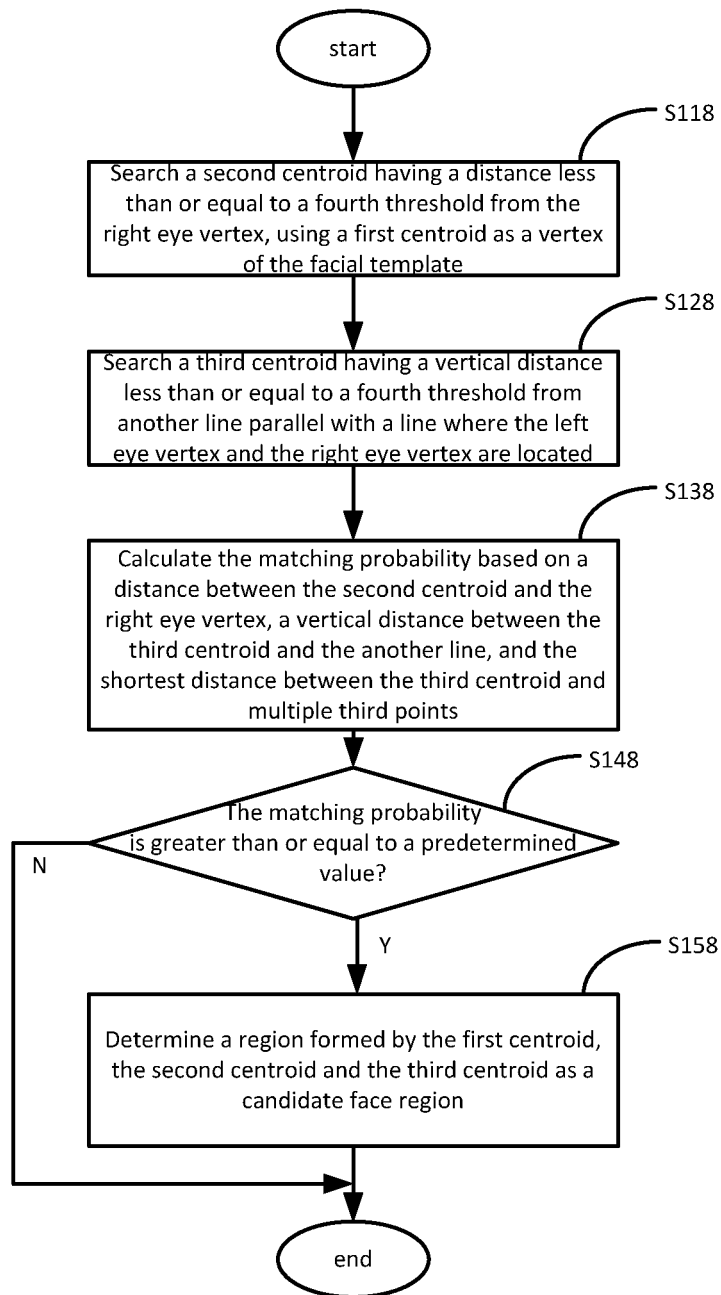 start
S118
Search a second centroid having a distance less
than or equal to a fourth threshold from the
right eye vertex, using a first centroid as a vertex
of the facial template
S128
Search a third centroid having a vertical distance
less than or equal to a fourth threshold from
another line parallel with a line where the left
eye vertex and the right eye vertex are located
S138
Calculate the matching probability based on a
distance between the second centroid and the
right eye vertex, a vertical distance between the
third centroid and the another line, and the
shortest distance between the third centroid and
multiple third points
S148
The matching probability
is greater than or equal to a predetermined
value?
N
Y
S158
Determine a region formed by the first centroid,
the second centroid and the third centroid as a
candidate face region
end